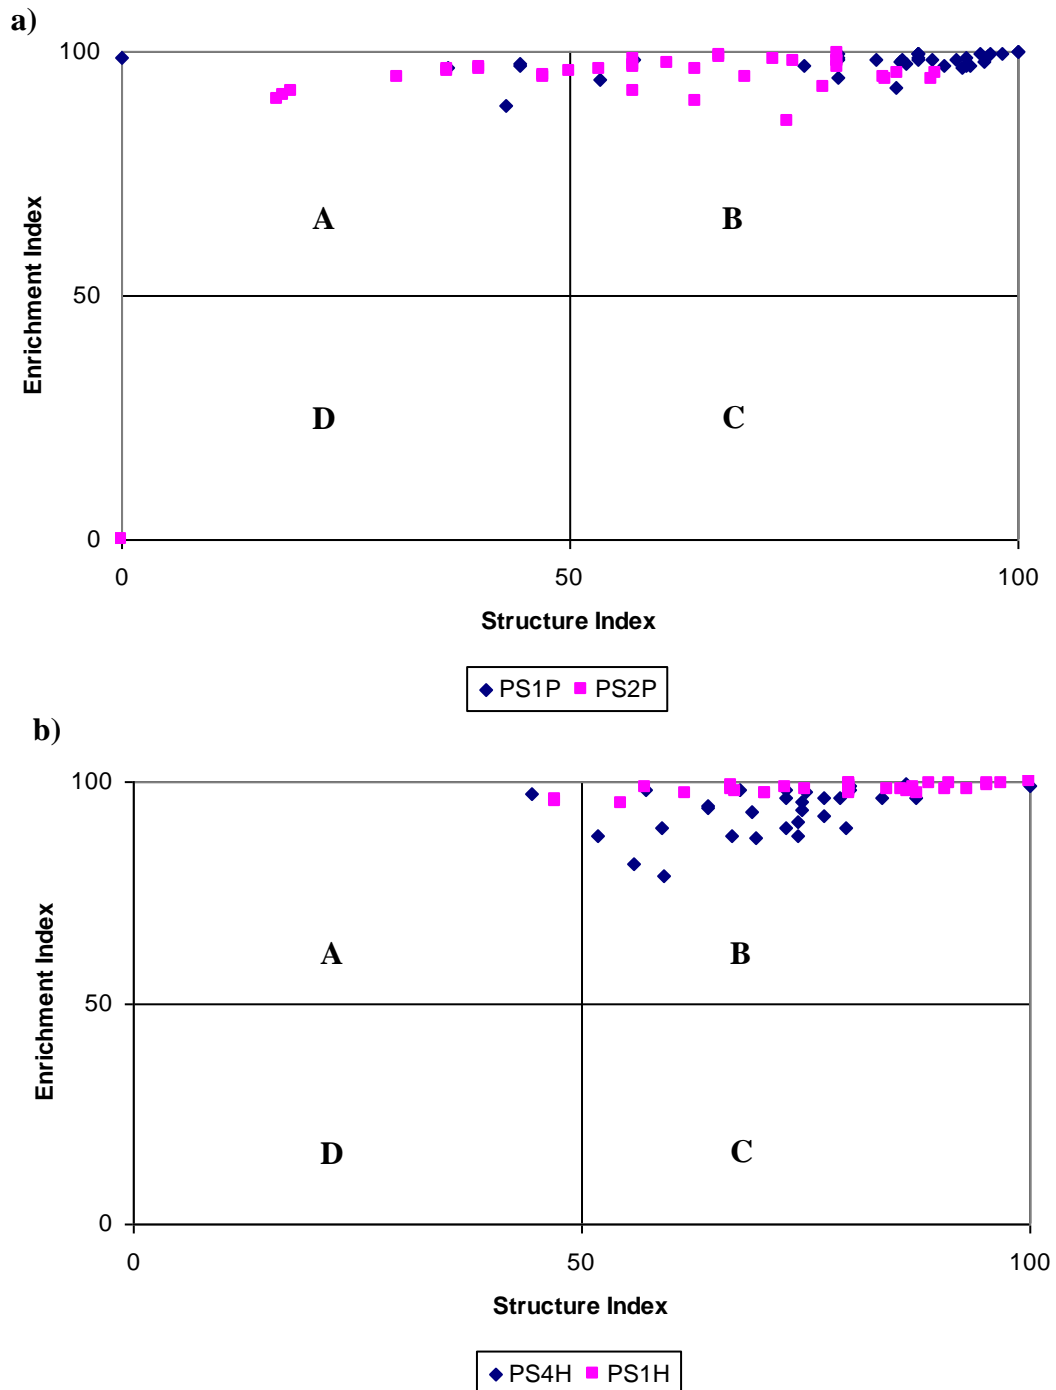 a)
100
Enrichment Index
A
B
50
D
C
0
0
50
100
Structure Index
PS1P PS2P
b)
100
Enrichment Index
A
B
50
D
C
0
0
50
100
Structure Index
PS4H PS1H